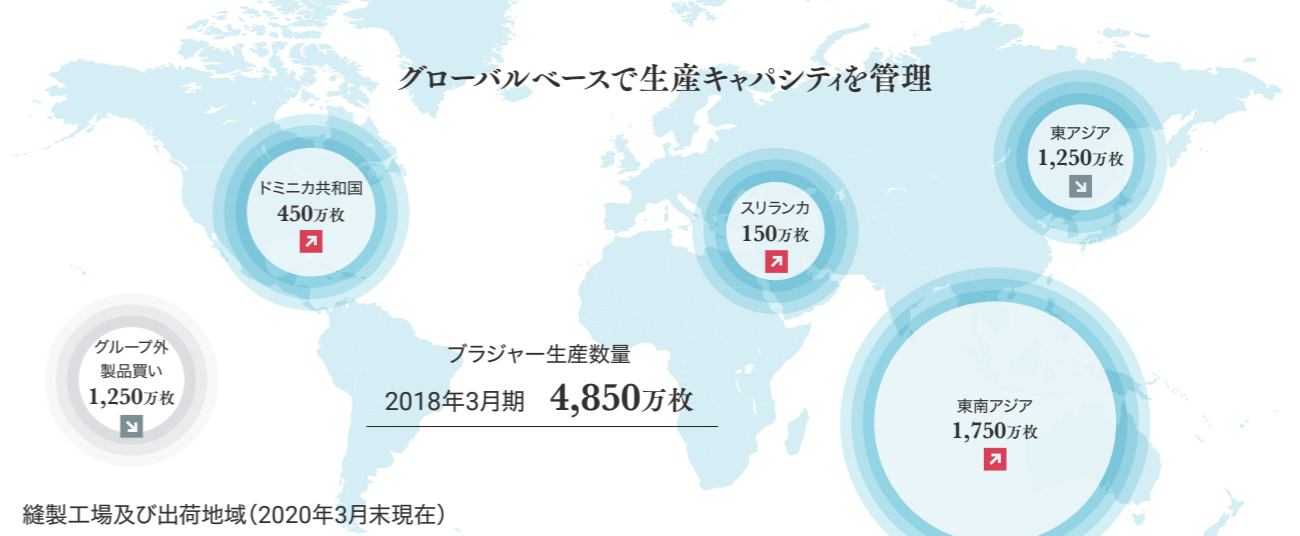 グローバルベースで生産キャパシティを管理
東アジア
1,250万枚
ドミニカ共和国
450万枚
スリランカ
150万枚
グループ外
製品買い
1,250万枚
ブラジャー生産数量
2018年3月期 4,850万枚
東南アジア
1,750万枚
縫製工場及び出荷地域（2020年3月末現在）